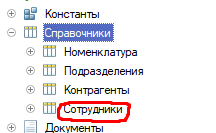 Константы
Справочники
Номенклатура
Подразделения
Контрагенты
Сотрудники
Документы